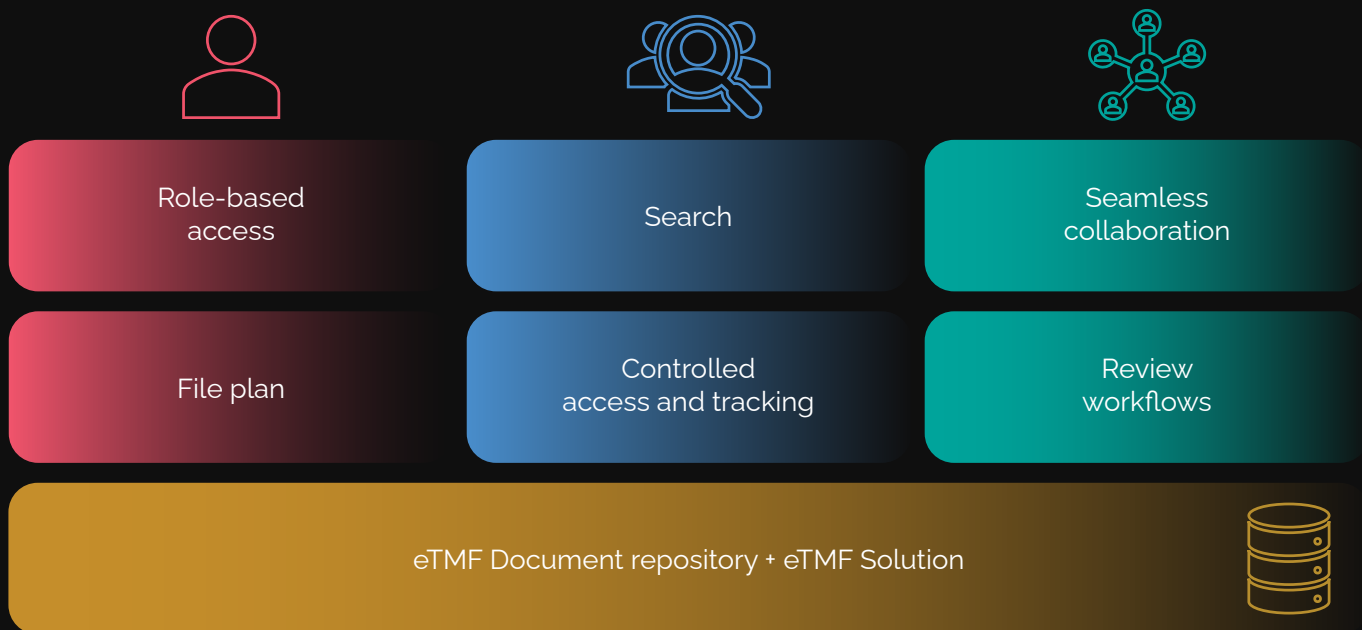 Role-based
access
Search
Seamless
collaboration
File plan
Controlled
access and tracking
Review
workflows
eTMF Document repository + eTMF Solution